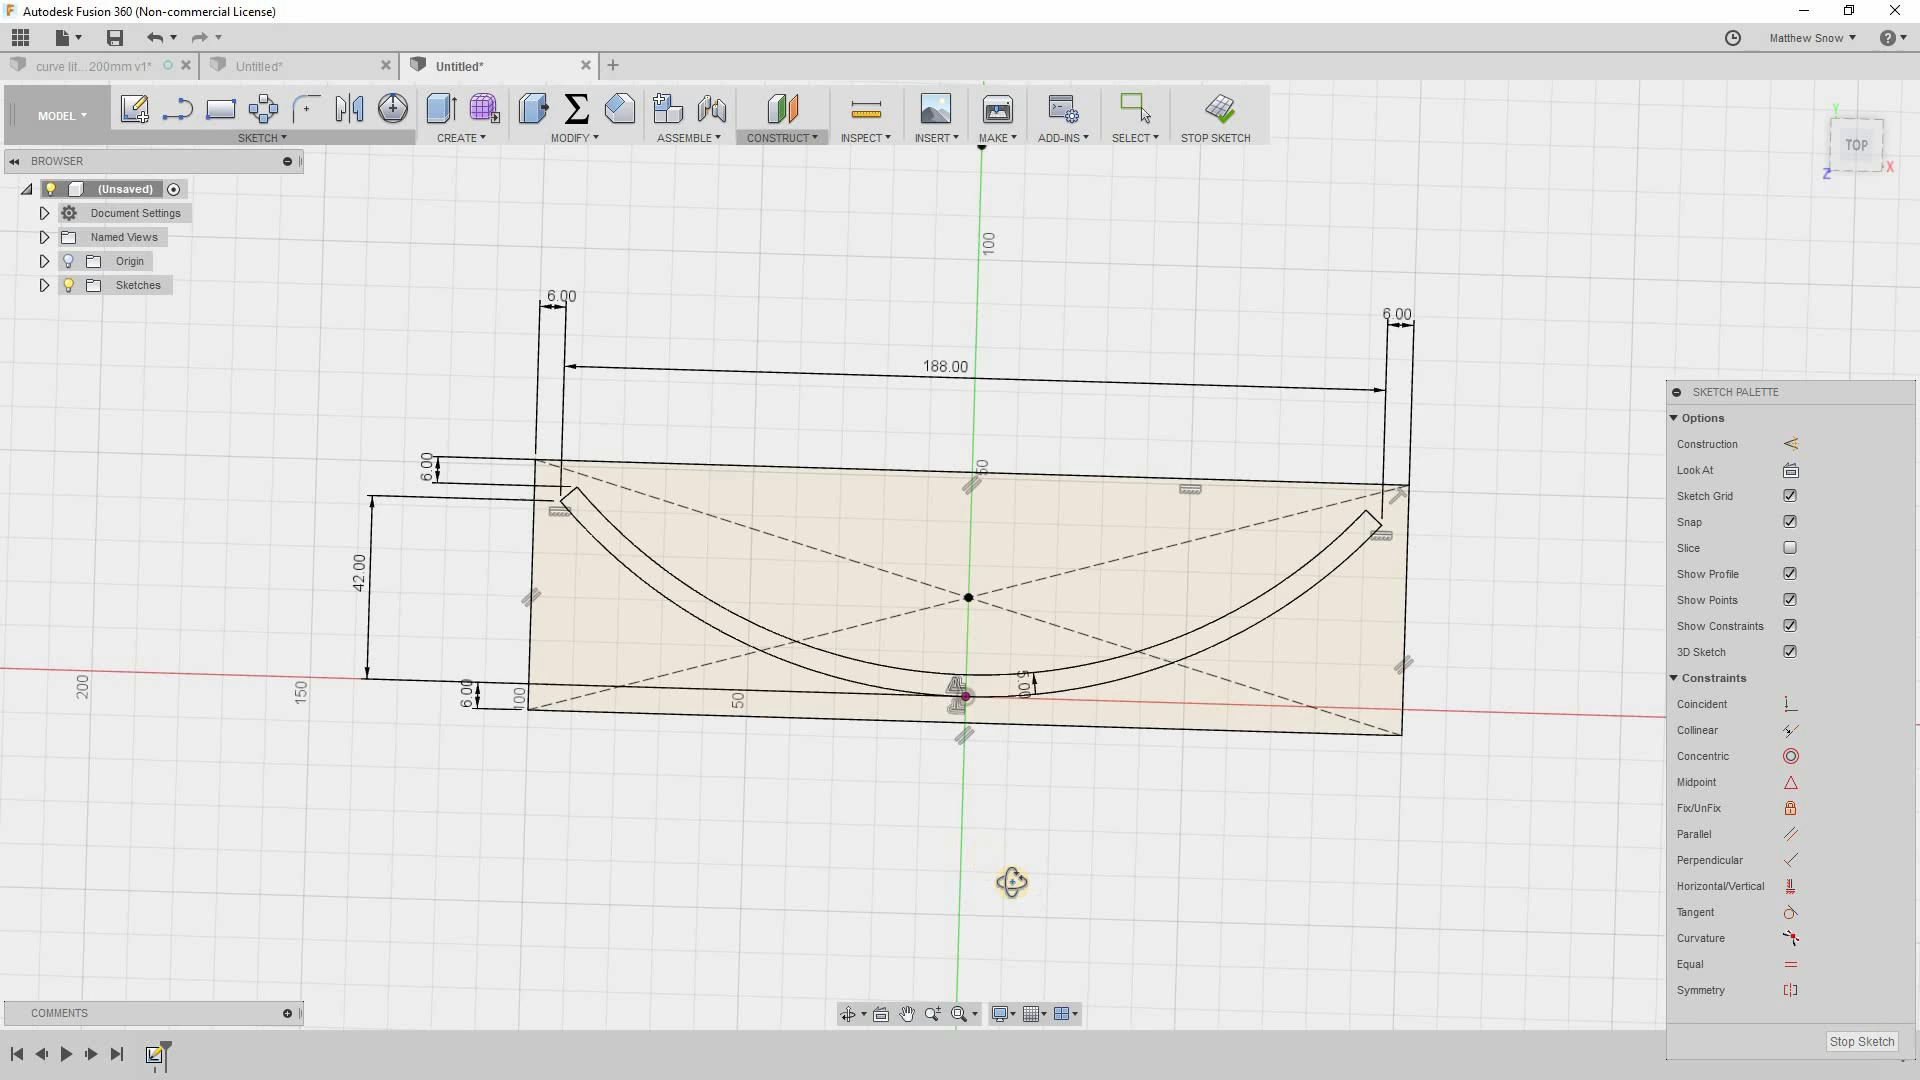 Autodesk Fusion 360 (Non-commercial License)
Matthew Snow
curve lit...200mm v1*
Untitled*
Untitled*
MODEL
SKETCH
CREATE
MODIFY
ASSEMBLE
CONSTRUCT
INSPECT
INSERT
MAKE
ADD-INS
SELECT
STOP SKETCH
BROWSER
(Unsaved)
Document Settings
Named Views
Origin
Sketches
Y
TOP
X
Z
100
6.00
6.00
188.00
6.00
50
42.00
6.00
5.00
200
150
100
50
SKETCH PALETTE
Options
Construction
Look At
Sketch Grid
Snap
Slice
Show Profile
Show Points
Show Constraints
3D Sketch
Constraints
Coincident
Collinear
Concentric
Midpoint
Fix/UnFix
Parallel
Perpendicular
Horizontal/Vertical
Tangent
Curvature
Equal
Symmetry
Stop Sketch
COMMENTS